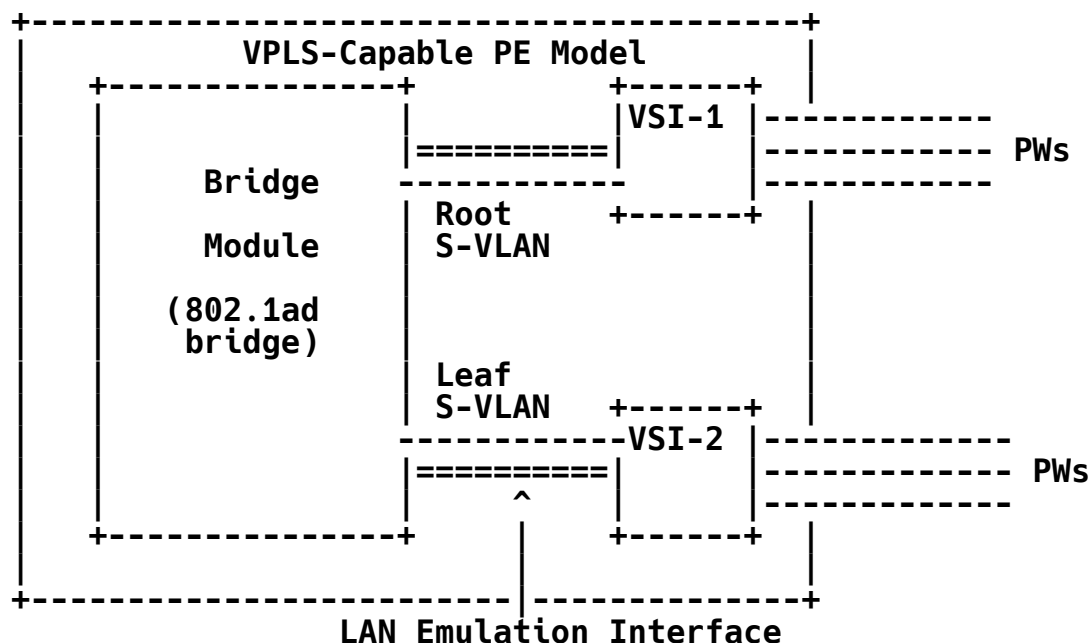 VPLS-Capable PE Model
VSI-1
PWs
Bridge
Root
Module
S-VLAN
(802.1ad
bridge)
Leaf
S-VLAN
VSI-2
PWs
LAN Emulation Interface